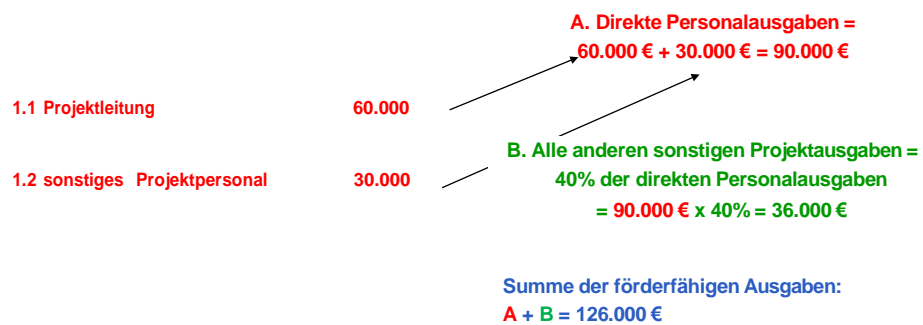 A. Direkte Personalausgaben =
60.000 € + 30.000 € = 90.000 €
1.1 Projektleitung 60.000
1.2 sonstiges Projektpersonal 30.000
B. Alle anderen sonstigen Projektausgaben =
40% der direkten Personalausgaben
= 90.000 € x 40% = 36.000 €
Summe der förderfähigen Ausgaben:
A + B = 126.000 €